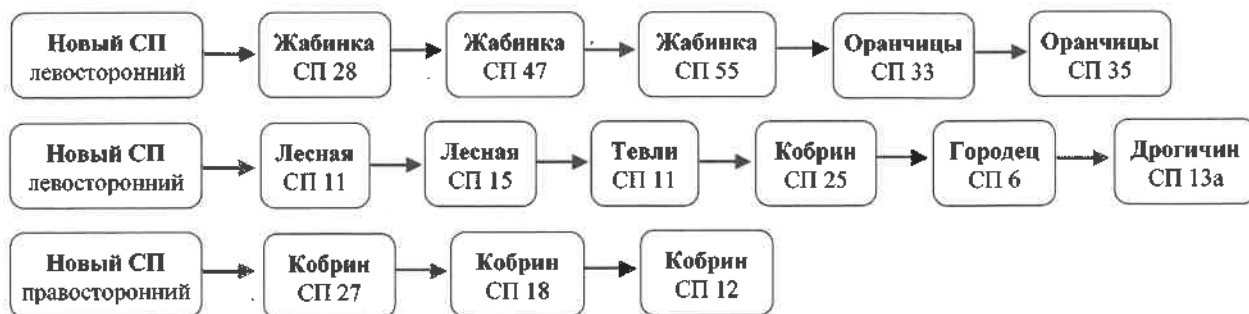 Новый СП
левосторонний
Жабинка
СП 28
Жабинка
СП 47
Жабинка
СП 55
Оранчицы
СП 33
Оранчицы
СП 35
Новый СП
левосторонний
Лесная
СП 11
Лесная
СП 15
Тевли
СП 11
Кобрин
СП 25
Городец
СП 6
Дрогичин
СП 13а
Новый СП
правосторонний
Кобрин
СП 27
Кобрин
СП 18
Кобрин
СП 12